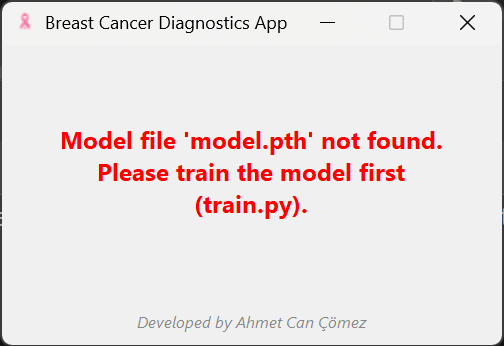 Breast Cancer Diagnostics App
Model file 'model.pth' not found.
Please train the model first
(train.py).
Developed by Ahmet Can Çömez